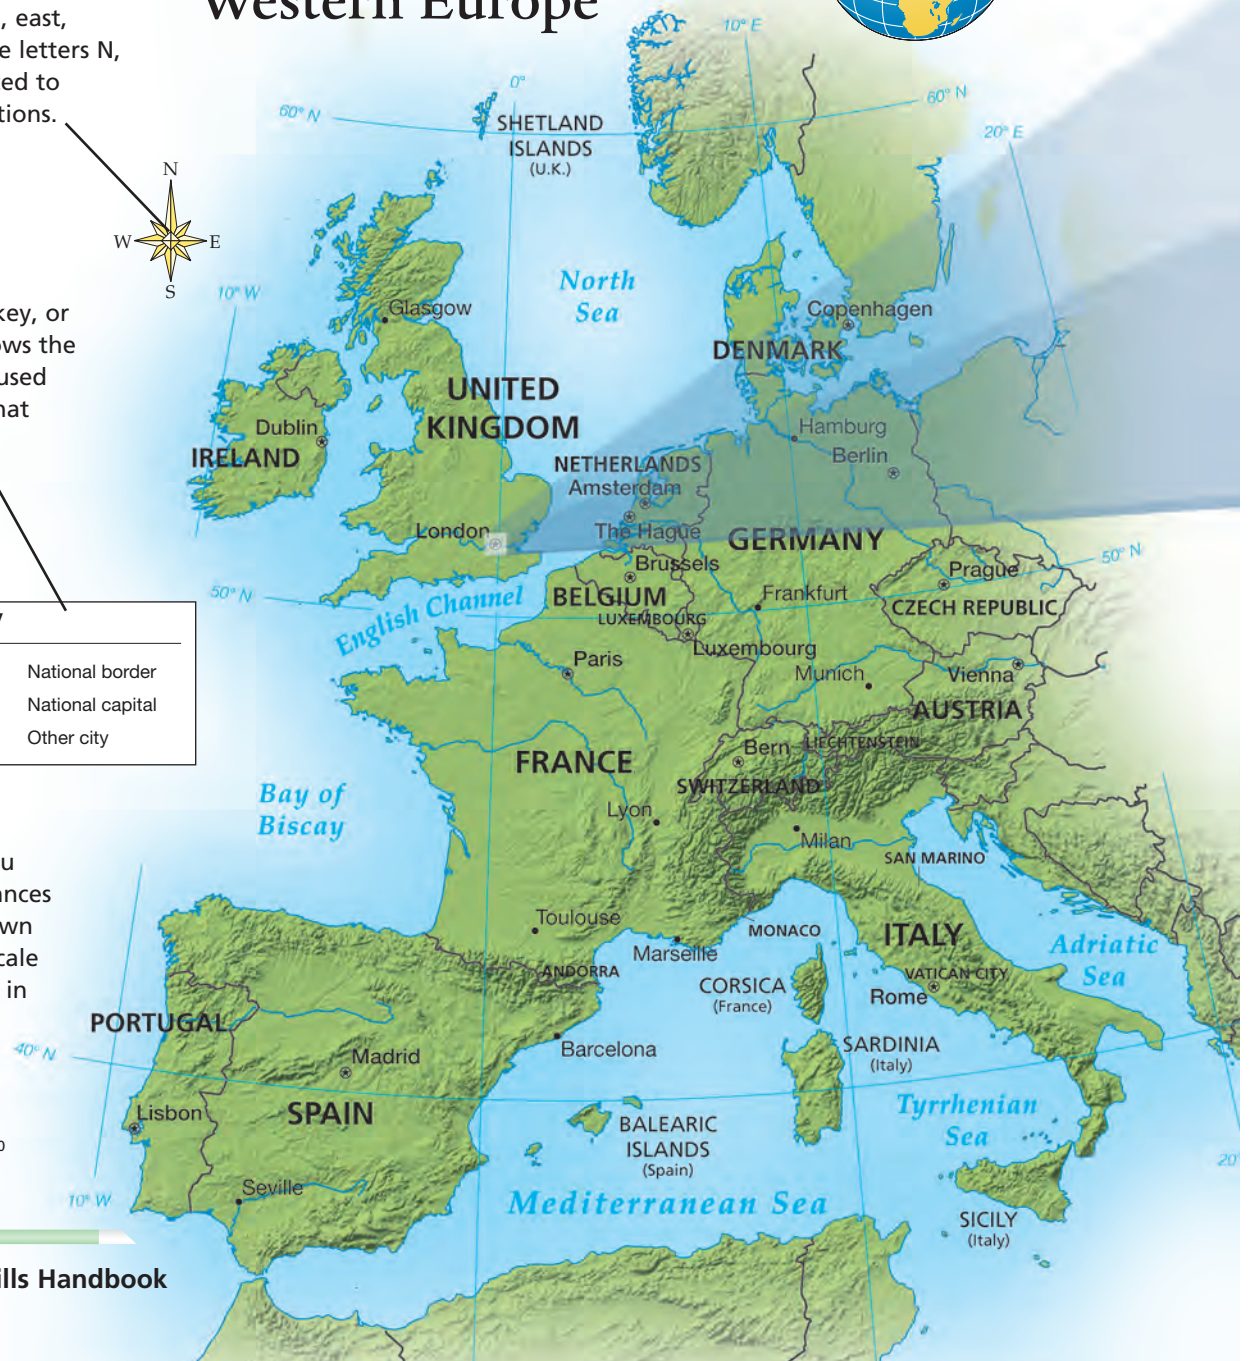 Western Europe
, east,
e letters N,
ed to
tions.
N
W
E
S
key, or
ows the
used
hat
y
National border
National capital
Other city
u
ances
own
cale
in
0
ills Handbook
10° E
0°
60° N
60° N
20° E
SHETLAND
ISLANDS
(U.K.)
10° W
North
Sea
Glasgow
Copenhagen
DENMARK
UNITED
KINGDOM
Dublin
IRELAND
Hamburg
Berlin
NETHERLANDS
Amsterdam
The Hague
London
GERMANY
50° N
Brussels
Prague
50° N
BELGIUM
Frankfurt
CZECH REPUBLIC
English Channel
LUXEMBOURG
Luxembourg
Paris
Munich
Vienna
AUSTRIA
FRANCE
Bern
LIECHTENSTEIN
SWITZERLAND
Bay of
Biscay
Lyon
Milan
SAN MARINO
Toulouse
MONACO
ITALY
Marseille
Adriatic
Sea
ANDORRA
CORSICA
(France)
VATICAN CITY
Rome
PORTUGAL
40° N
Madrid
Barcelona
SARDINIA
(Italy)
Lisbon
SPAIN
BALEARIC
ISLANDS
(Spain)
Tyrrhenian
Sea
20°
10° W
Seville
Mediterranean Sea
SICILY
(Italy)